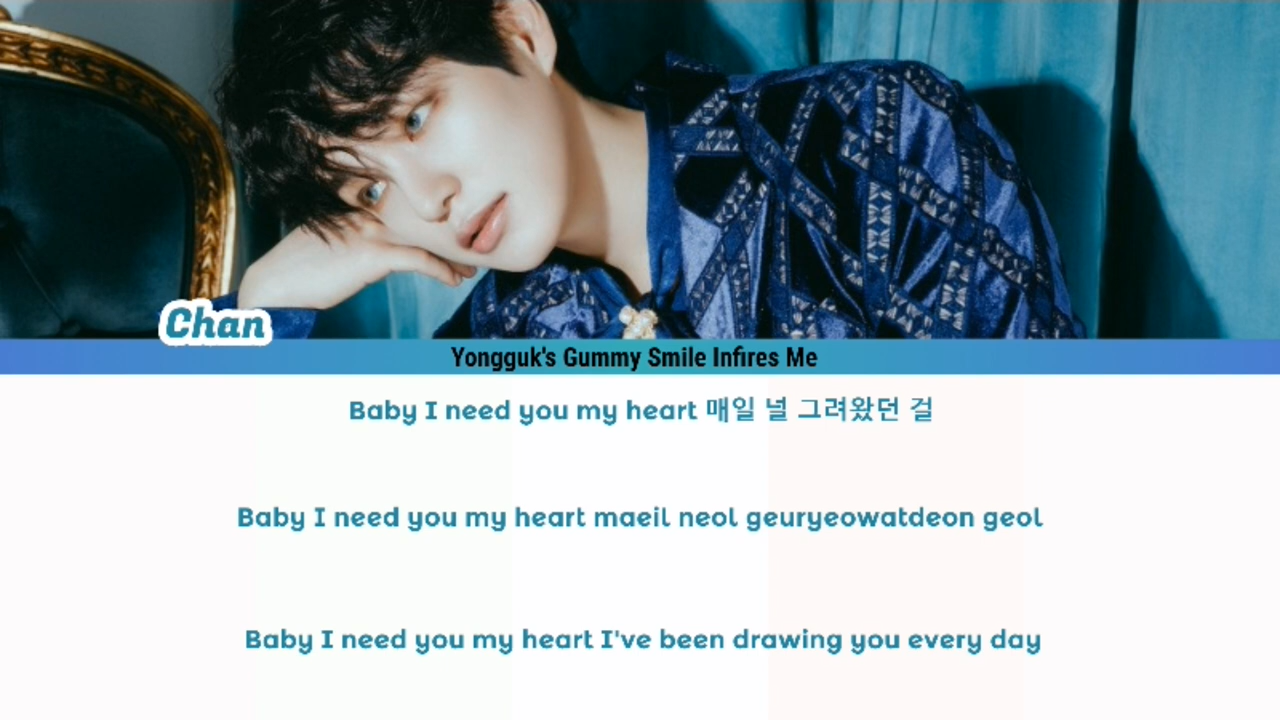 Chan
Yongguk's Gummy Smile Infires Me
Baby I need you my heart 매일 널 그려왔던 걸
Baby I need you my heart maeil neol geuryeowatdeon geol
Baby I need you my heart I've been drawing you every day